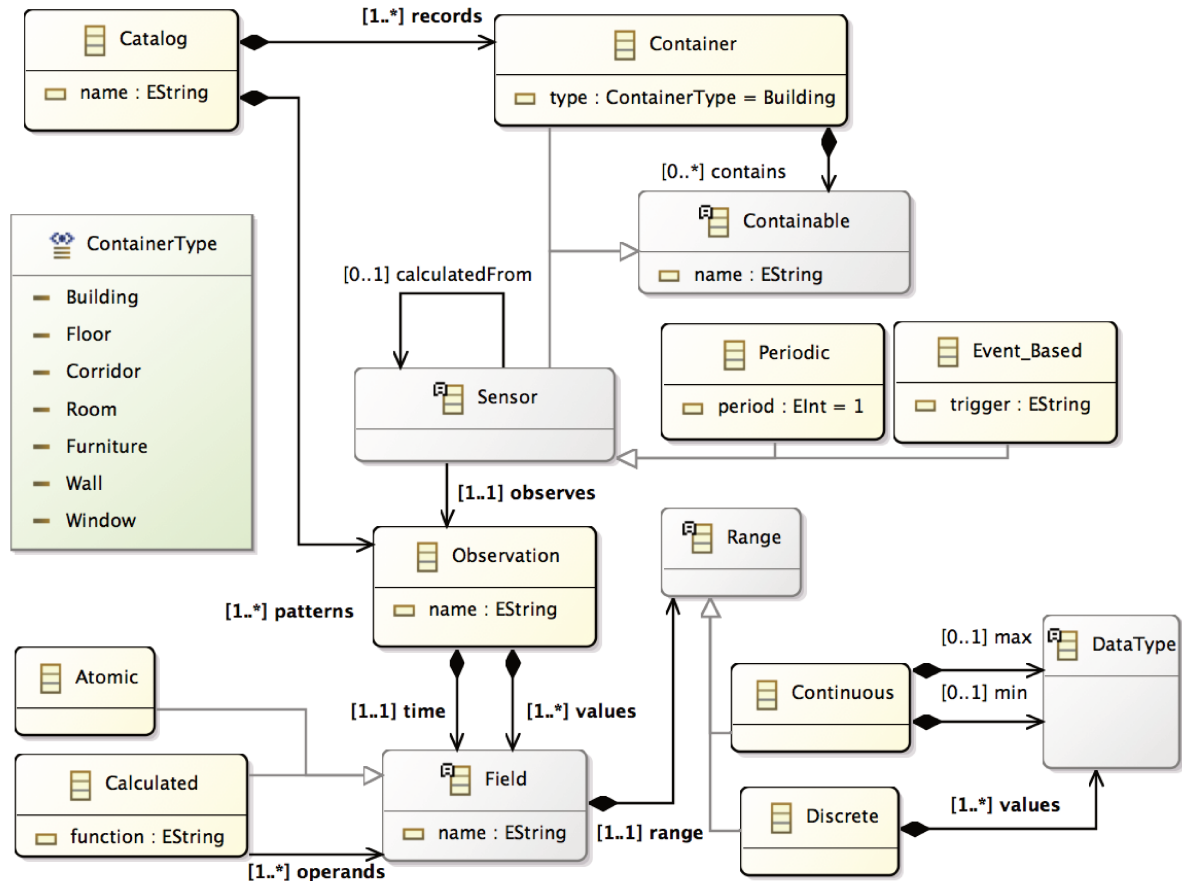 [1..*] records
Catalog
name : EString
Container
type : ContainerType = Building
[0..*] contains
Containable
name : EString
ContainerType
Building
Floor
Corridor
Room
Furniture
Wall
Window
[0..1] calculatedFrom
Sensor
Periodic
period : EInt = 1
Event_Based
trigger : EString
[1..1] observes
Observation
name : EString
[1..*] patterns
Range
[0..1] max
[0..1] min
DataType
Continuous
Atomic
[1..1] time
[1..*] values
Calculated
function : EString
Field
name : EString
[1..1] range
Discrete
[1..*] values
[1..*] operands